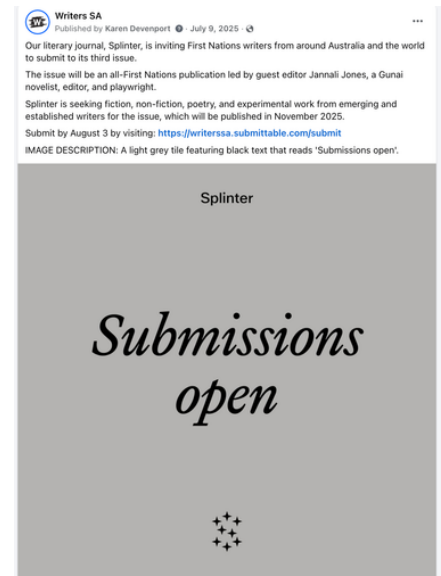 Writers SA
Published by Karen Devenport · July 9, 2025 ·
Our literary journal, Splinter, is inviting First Nations writers from around Australia and the world
to submit to its third issue.
The issue will be an all-First Nations publication led by guest editor Jannali Jones, a Gunai
novelist, editor, and playwright.
Splinter is seeking fiction, non-fiction, poetry, and experimental work from emerging and
established writers for the issue, which will be published in November 2025.
Submit by August 3 by visiting: https://writerssa.submittable.com/submit
IMAGE DESCRIPTION: A light grey tile featuring black text that reads 'Submissions open'.
Splinter
Submissions
open